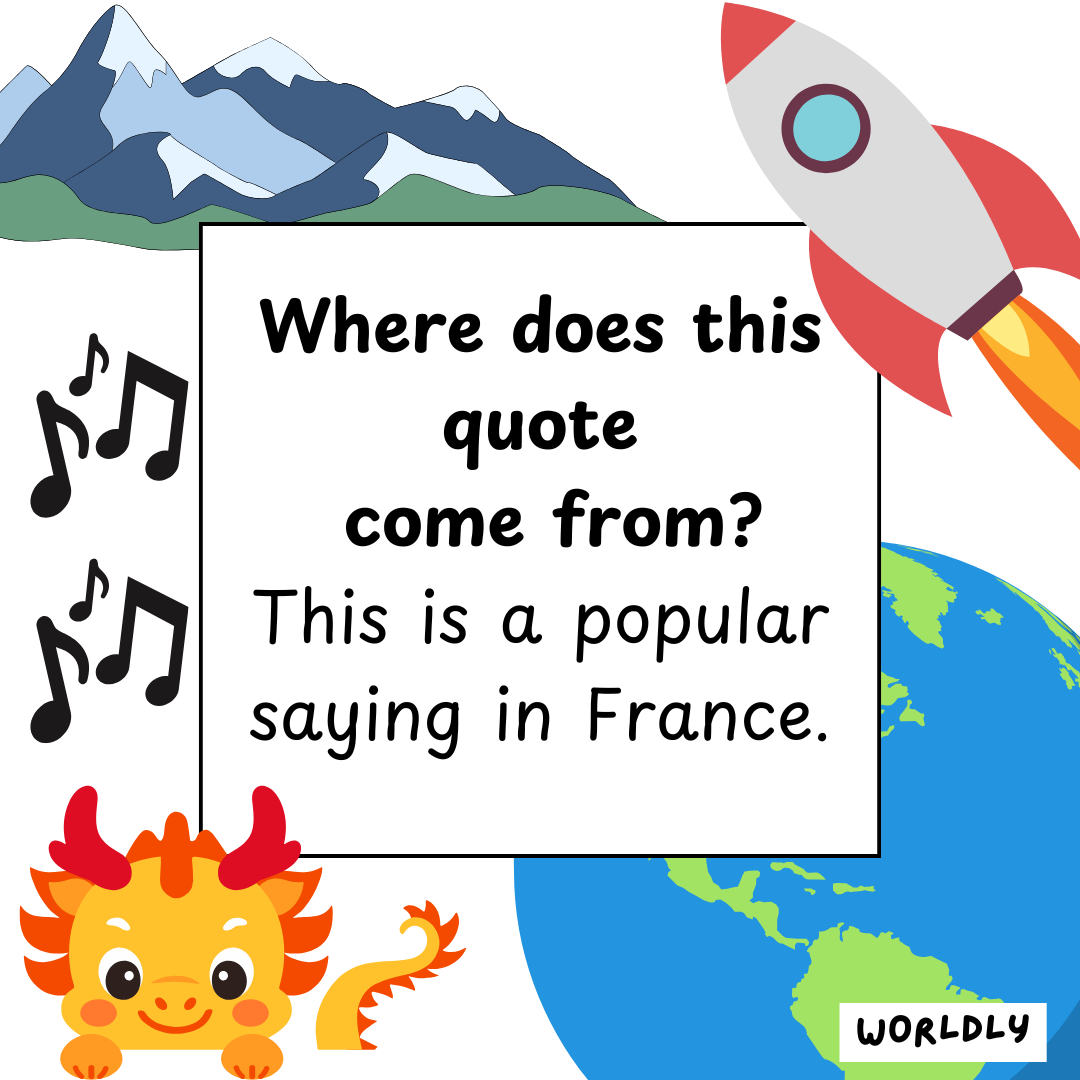 Where does this
quote
come from?
This is a popular
saying in France.
WORLDLY